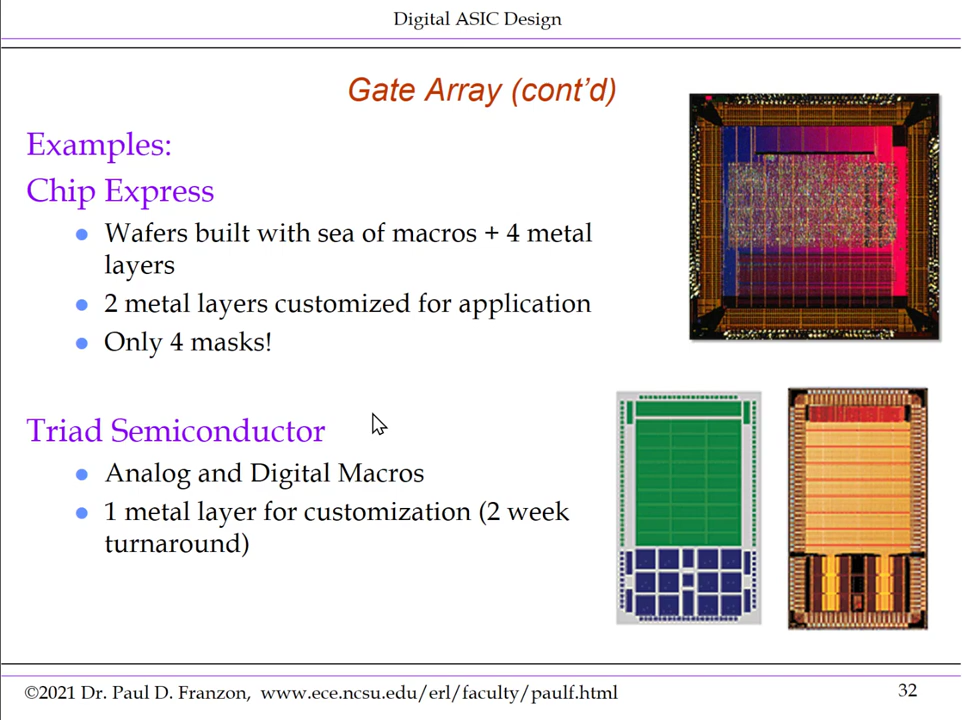 Digital ASIC Design
Gate Array (cont’d)
Examples:
Chip Express
● Wafers built with sea of macros + 4 metal
layers
● 2 metal layers customized for application
● Only 4 masks!
Triad Semiconductor
● Analog and Digital Macros
● 1 metal layer for customization (2 week
turnaround)
©2021 Dr. Paul D. Franzon, www.ece.ncsu.edu/erl/faculty/paulf.html
32